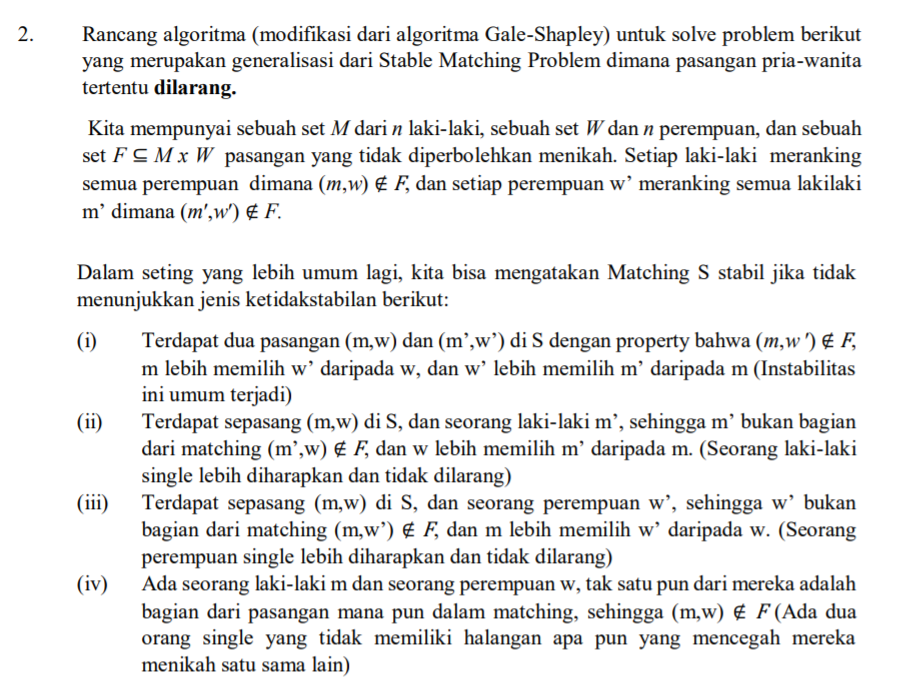 2. Rancang algoritma (modifikasi dari algoritma Gale-Shapley) untuk solve problem berikut
yang merupakan generalisasi dari Stable Matching Problem dimana pasangan pria-wanita
tertentu dilarang.
Kita mempunyai sebuah set M dari n laki-laki, sebuah set W dan n perempuan, dan sebuah
set F ⊆ M x W pasangan yang tidak diperbolehkan menikah. Setiap laki-laki meranking
semua perempuan dimana (m,w) ∉ F, dan setiap perempuan w’ meranking semua lakilaki
m’ dimana (m',w') ∉ F.
Dalam seting yang lebih umum lagi, kita bisa mengatakan Matching S stabil jika tidak
menunjukkan jenis ketidakstabilan berikut:
(i) Terdapat dua pasangan (m,w) dan (m’,w’) di S dengan property bahwa (m,w ') ∉ F,
m lebih memilih w’ daripada w, dan w’ lebih memilih m’ daripada m (Instabilitas
ini umum terjadi)
(ii) Terdapat sepasang (m,w) di S, dan seorang laki-laki m’, sehingga m’ bukan bagian
dari matching (m’,w) ∉ F, dan w lebih memilih m’ daripada m. (Seorang laki-laki
single lebih diharapkan dan tidak dilarang)
(iii) Terdapat sepasang (m,w) di S, dan seorang perempuan w’, sehingga w’ bukan
bagian dari matching (m,w’) ∉ F, dan m lebih memilih w’ daripada w. (Seorang
perempuan single lebih diharapkan dan tidak dilarang)
(iv) Ada seorang laki-laki m dan seorang perempuan w, tak satu pun dari mereka adalah
bagian dari pasangan mana pun dalam matching, sehingga (m,w) ∉ F (Ada dua
orang single yang tidak memiliki halangan apa pun yang mencegah mereka
menikah satu sama lain)